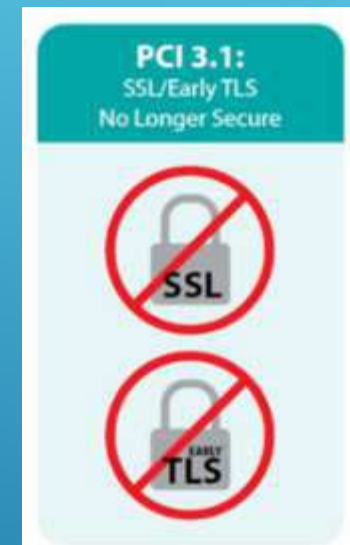 PCI 3.1:
SSL/Early TLS
No Longer Secure
SSL
EARLY
TLS